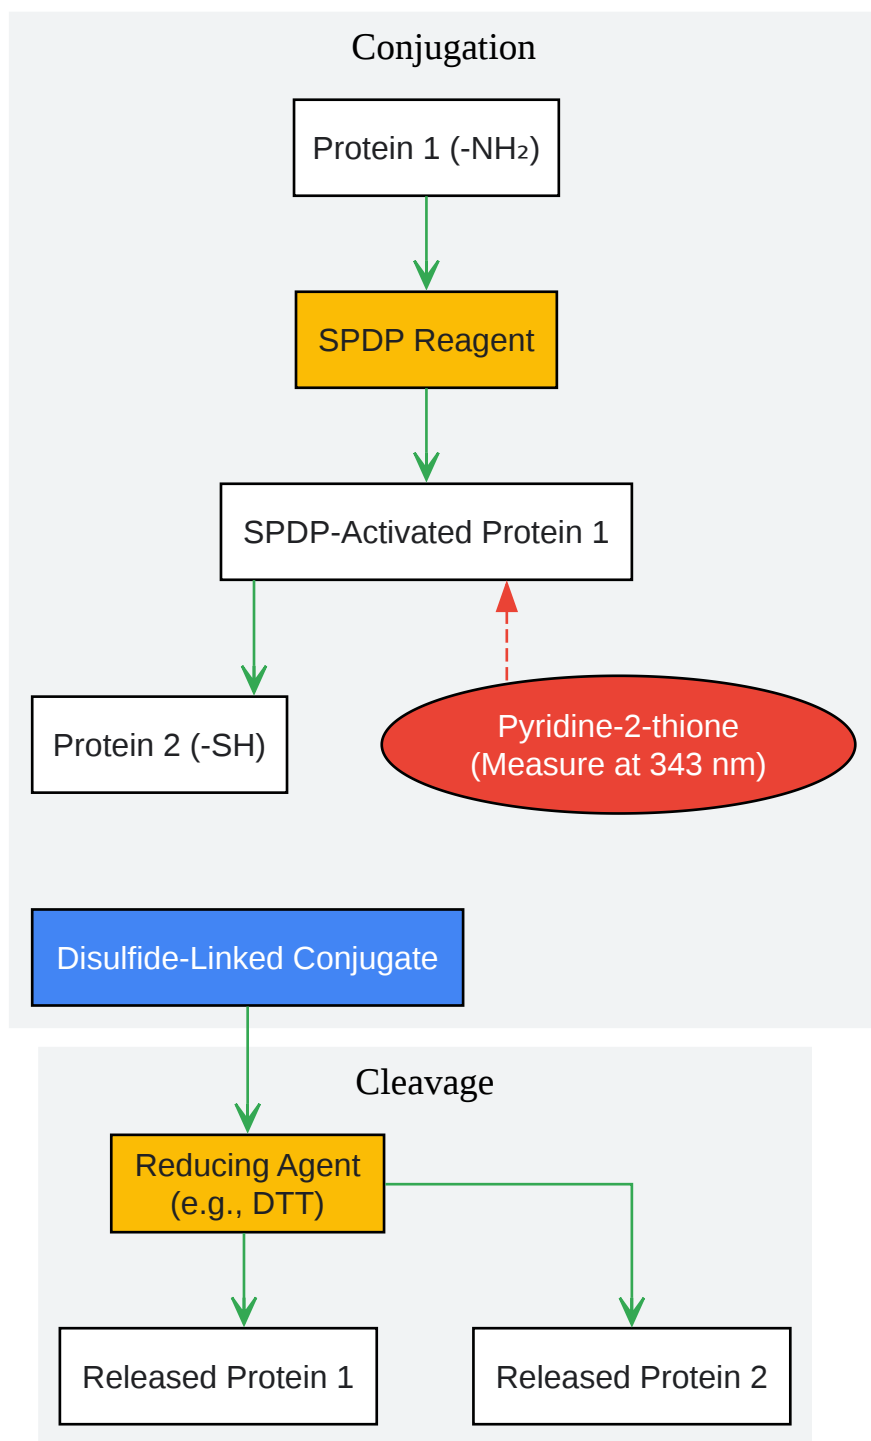 Conjugation
Protein 1 (-NH₂)
SPDP Reagent
SPDP-Activated Protein 1
Protein 2 (-SH)
Pyridine-2-thione
(Measure at 343 nm)
Disulfide-Linked Conjugate
Cleavage
Reducing Agent
(e.g., DTT)
Released Protein 1
Released Protein 2